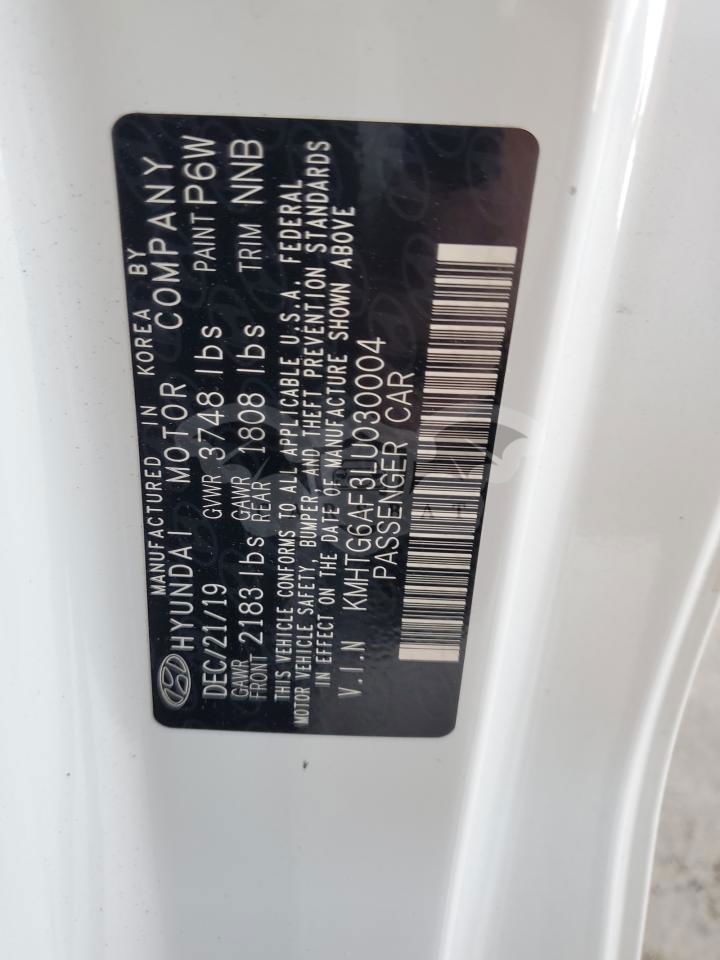 MANUFACTURED IN KOREA BY
HYUNDAI MOTOR COMPANY
DEC/21/19 GVWR 3748 lbs PAINT P6W
GAWR FRONT 2183 lbs GAWR REAR 1808 lbs TRIM NNB
THIS VEHICLE CONFORMS TO ALL APPLICABLE U.S.A. FEDERAL
MOTOR VEHICLE SAFETY, BUMPER, AND THEFT PREVENTION STANDARDS
IN EFFECT ON THE DATE OF MANUFACTURE SHOWN ABOVE
V.I.N KMHTG6AF3LU030004
PASSENGER CAR